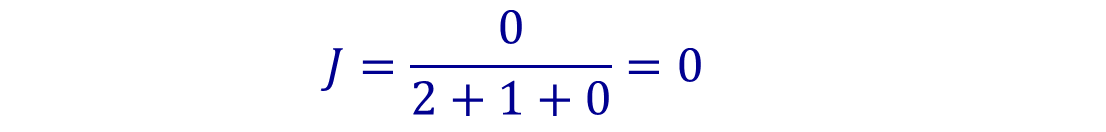 J = 0 / (2 + 1 + 0) = 0